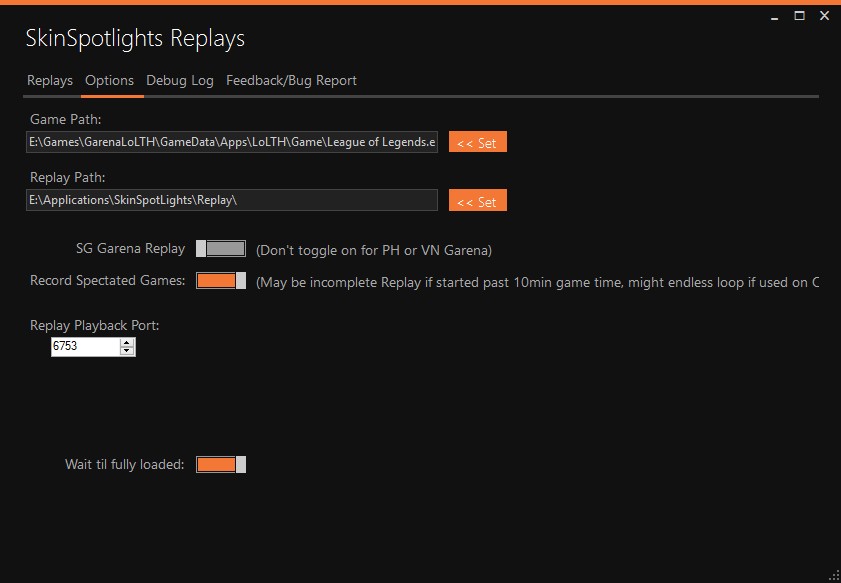 SkinSpotlights Replays
Replays Options Debug Log Feedback/Bug Report
Game Path:
E:\Games\GarenaLoLTH\GameData\Apps\LoLTH\Game\League of Legends.e << Set
Replay Path:
E:\Applications\SkinSpotLights\Replay\ << Set
SG Garena Replay (Don't toggle on for PH or VN Garena)
Record Spectated Games: (May be incomplete Replay if started past 10min game time, might endless loop if used on C
Replay Playback Port:
6753
Wait til fully loaded: